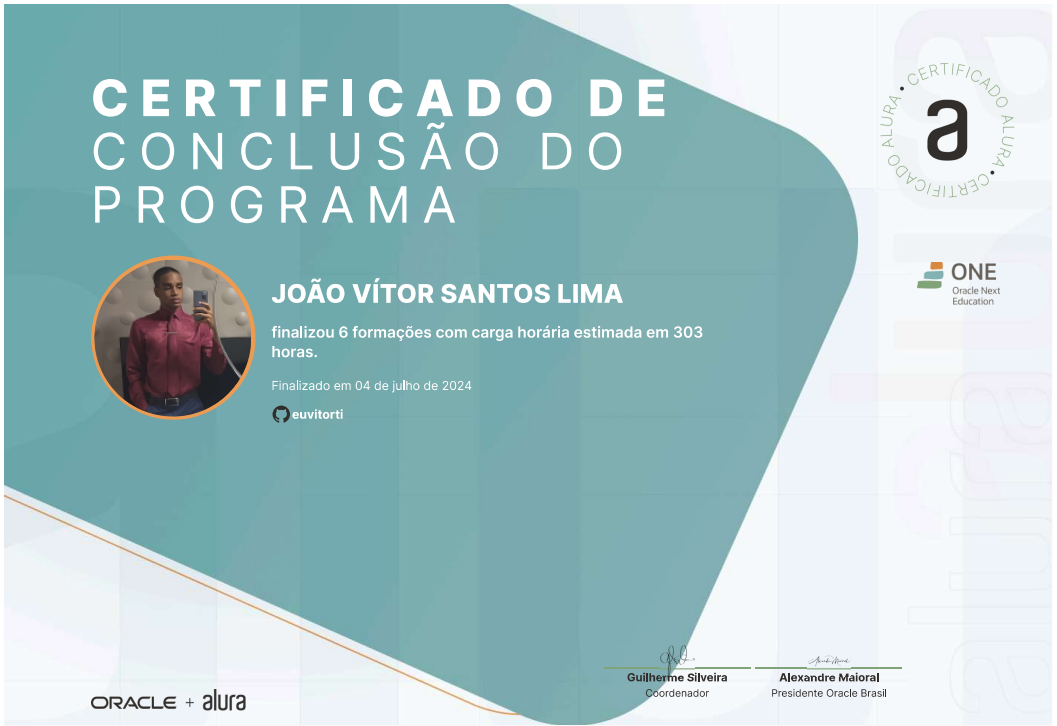 CERTIFICADO DE
CONCLUSÃO DO
PROGRAMA
CERTIFICADO ALURA • CERTIFICADO ALURA •
a
ONE
Oracle Next
Education
JOÃO VÍTOR SANTOS LIMA
finalizou 6 formações com carga horária estimada em 303
horas.
Finalizado em 04 de julho de 2024
euvitorti
Guilherme Silveira
Coordenador
Alexandre Maioral
Presidente Oracle Brasil
ORACLE + alura
alura